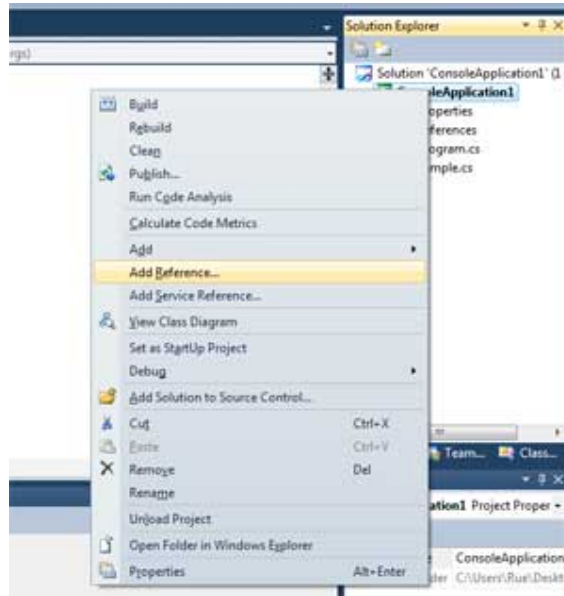 Solution Explorer
rgs)
Solution 'ConsoleApplication1' (1
oleApplication1
operties
ferences
ogram.cs
mple.cs
Build
Rebuild
Clean
Publish...
Run Code Analysis
Calculate Code Metrics
Add
Add Reference...
Add Service Reference...
View Class Diagram
Set as StartUp Project
Debug
Add Solution to Source Control...
Cut Ctrl+X
Paste Ctrl+V
Remove Del
Rename
Unload Project
Open Folder in Windows Explorer
Properties Alt+Enter
Team... Class...
ation1 Project Proper
ConsoleApplication
der C:\Users\Rue\Deskt